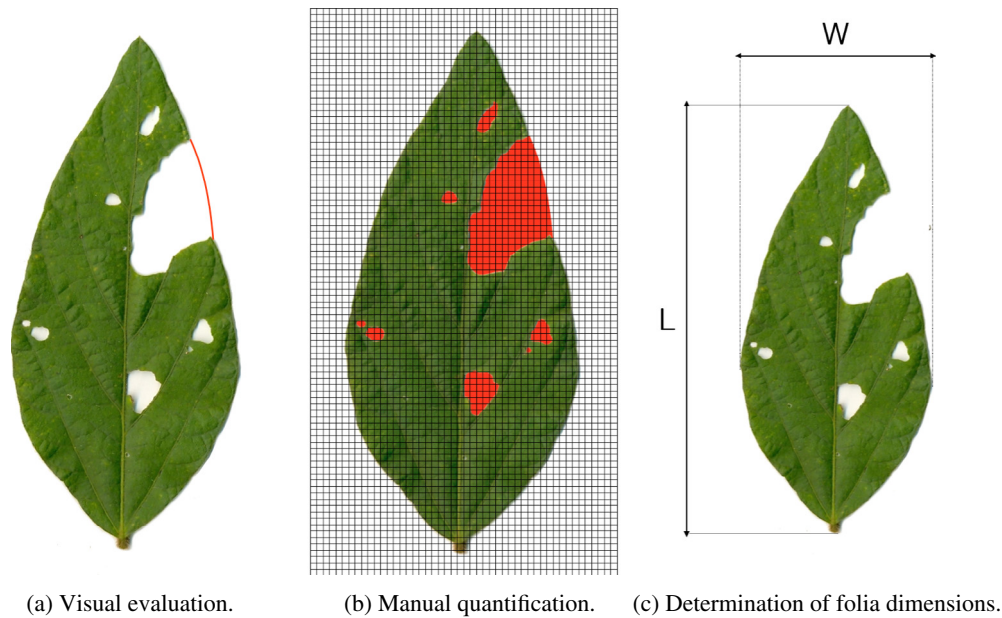 W
L
(a) Visual evaluation.
(b) Manual quantification.
(c) Determination of folia dimensions.